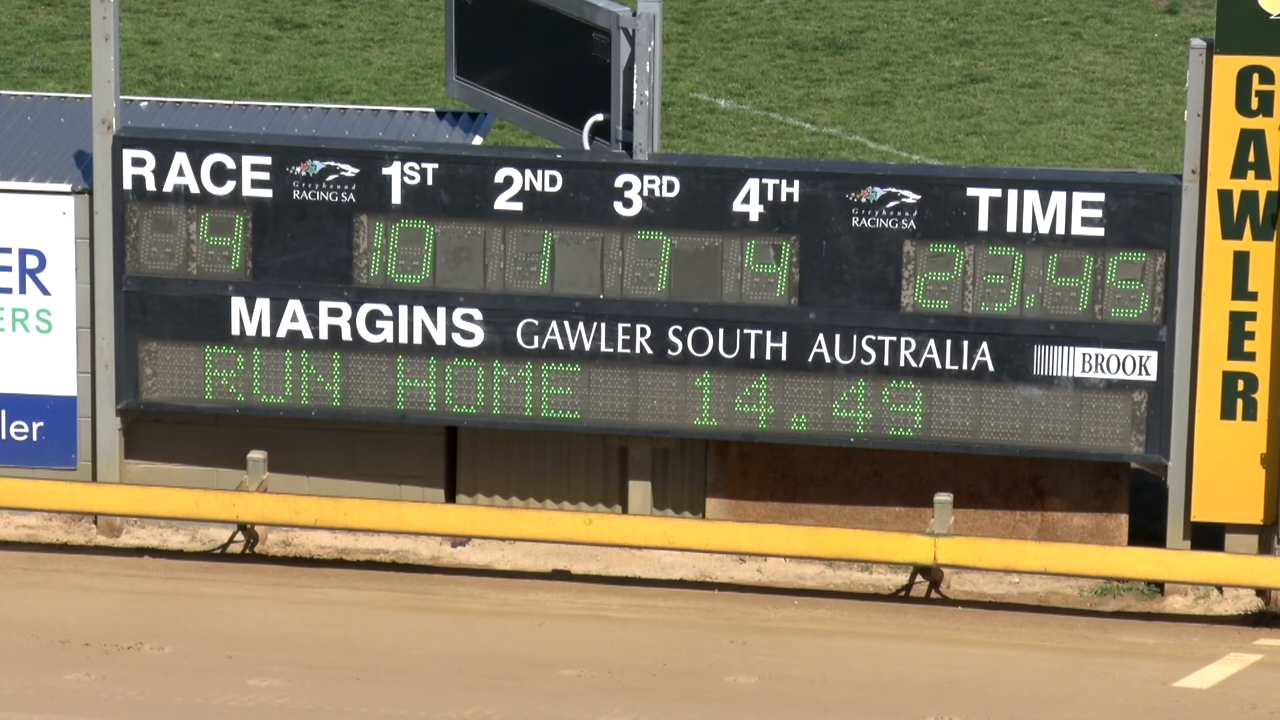 RACE Greyhound RACING SA 1ST 2ND 3RD 4TH Greyhound RACING SA TIME
4 10 1 7 4 23.45
MARGINS GAWLER SOUTH AUSTRALIA BROOK
RUN HOME 14.49
GAWLER
ER
ERS
ler